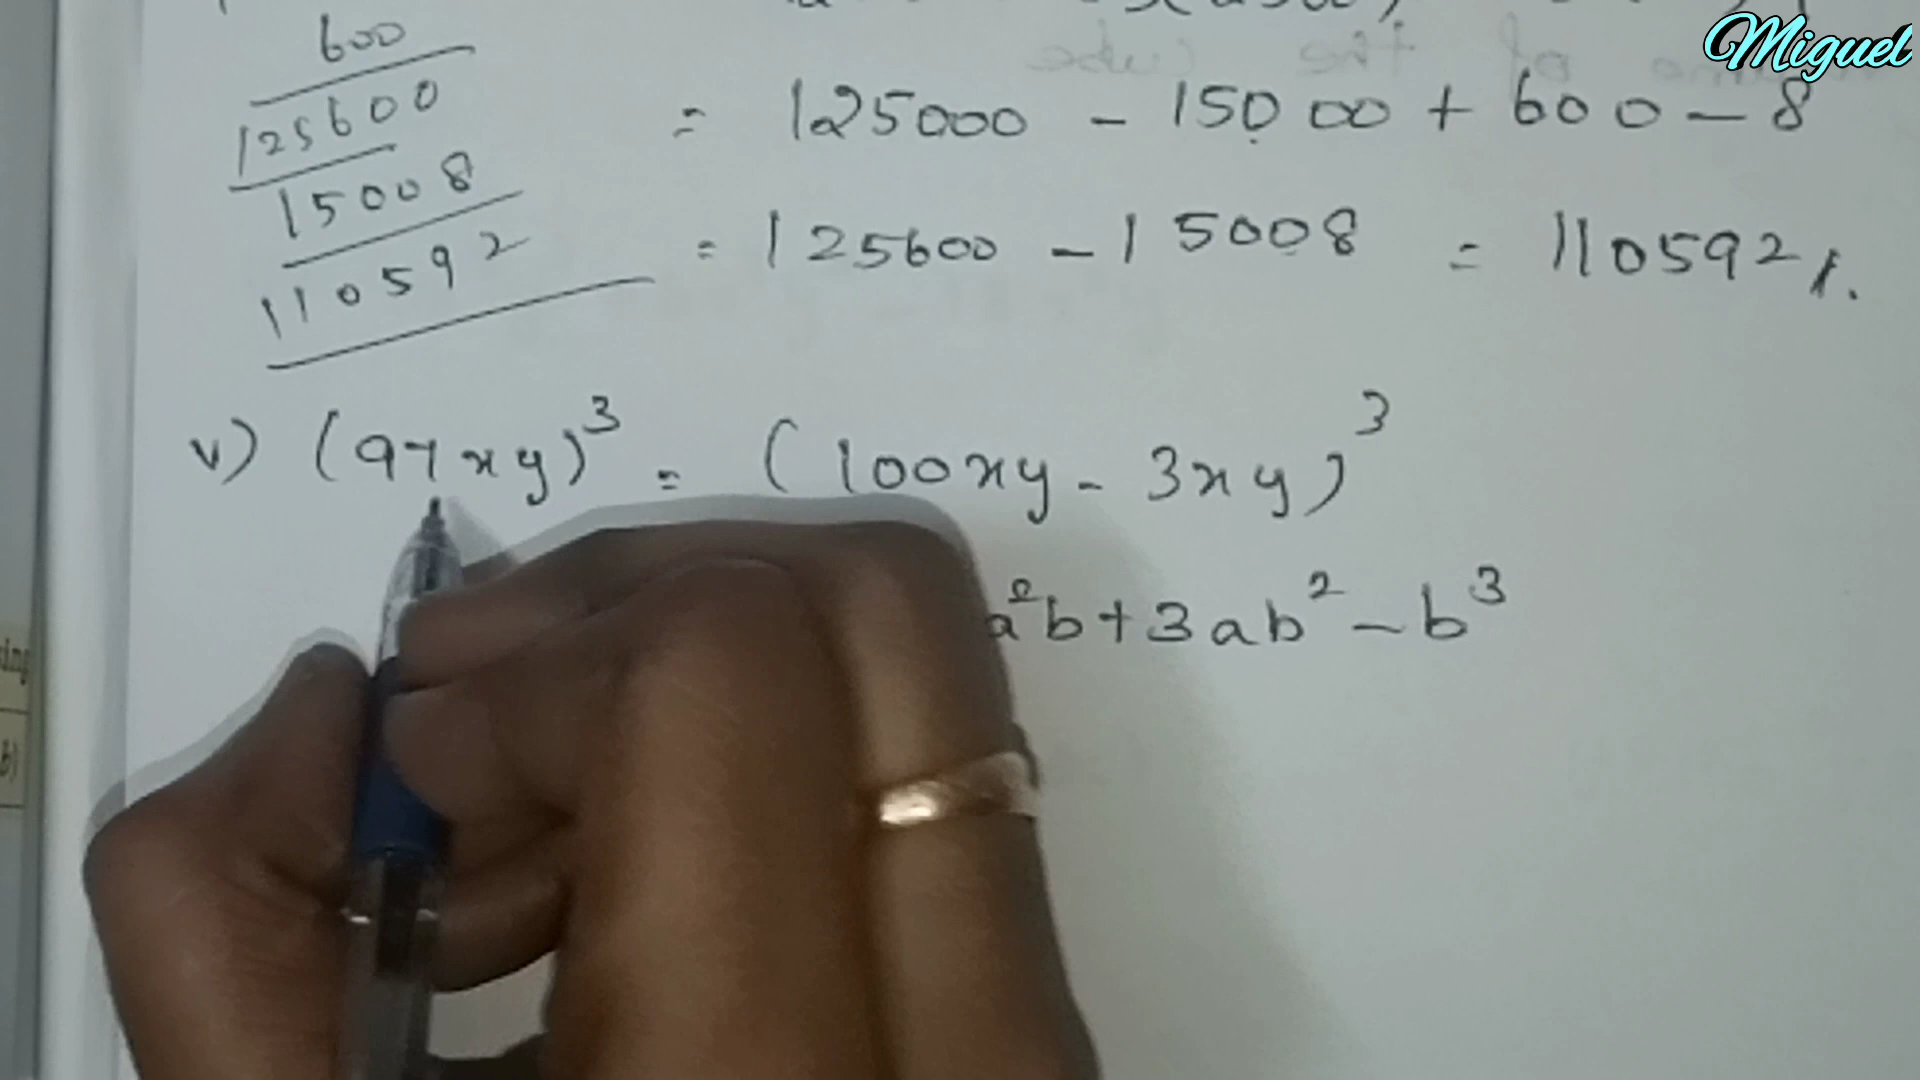 Miguel
600
125600
15008
110592
= 125000 - 15000 + 600 - 8
= 125600 - 15008 = 110592
v) (97xy)³ = (100xy - 3xy)³
a²b + 3ab² - b³
b)